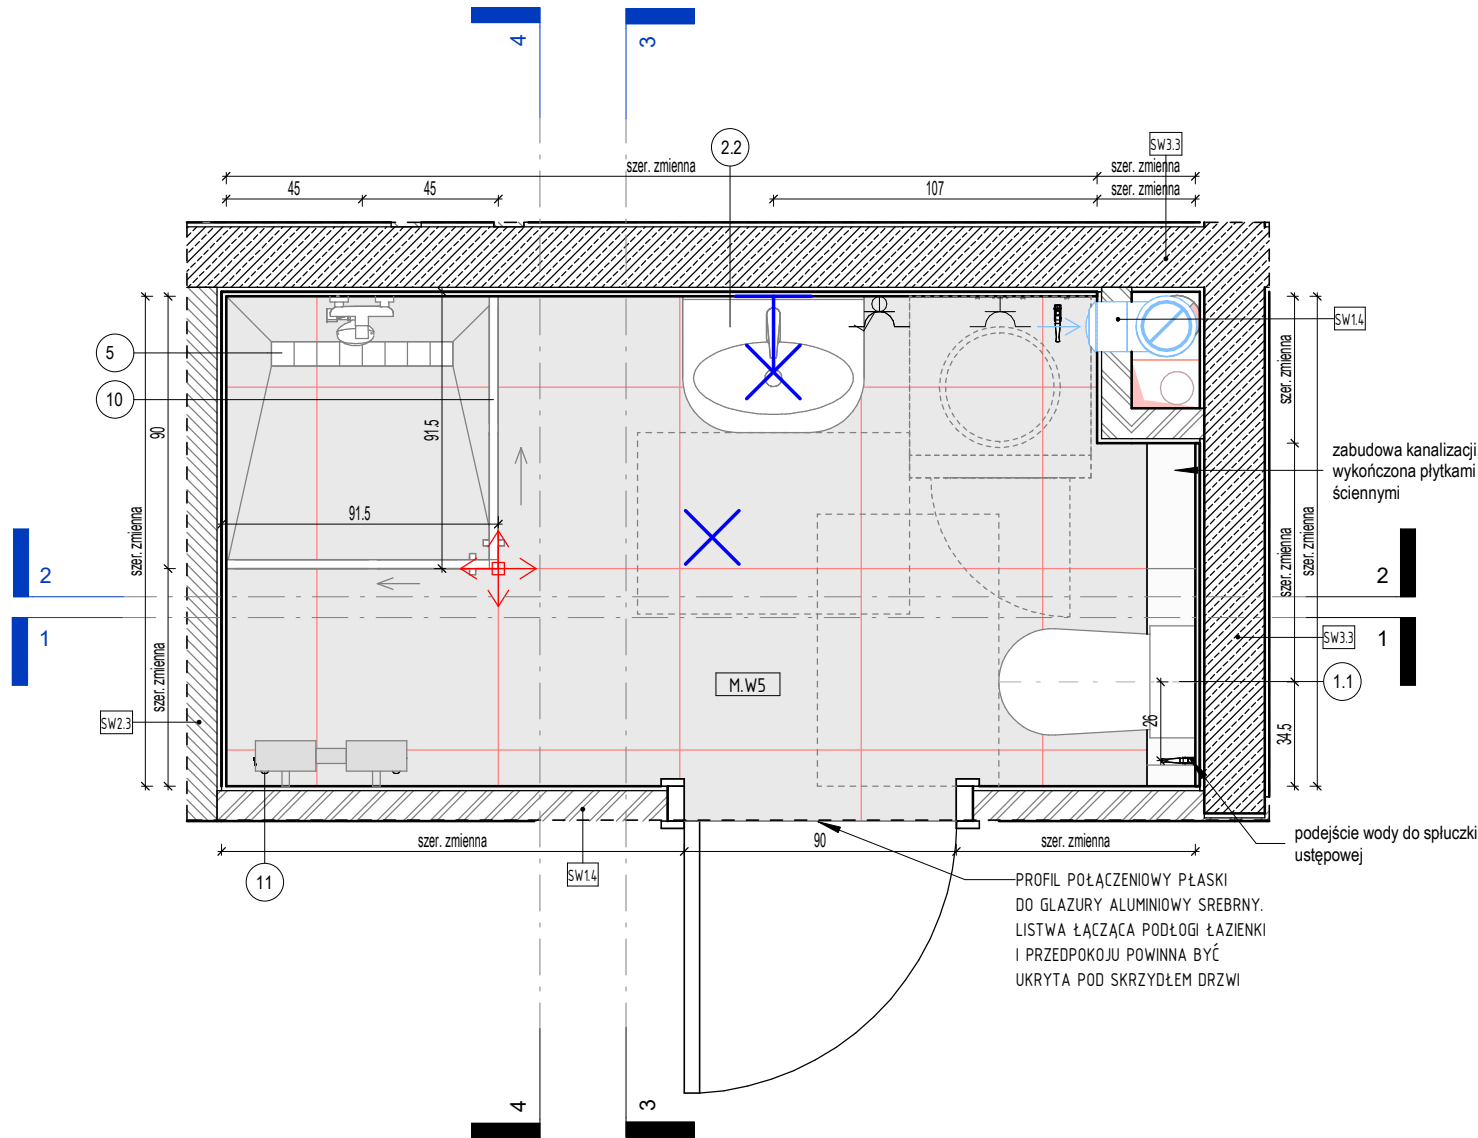 4
3
2.2
SW3.3
szer. zmienna
szer. zmienna
45
45
107
szer. zmienna
SW1.4
5
10
90
91.5
szer. zmienna
zabudowa kanalizacji
wykończona płytkami
ściennymi
91.5
szer. zmienna
szer. zmienna
szer. zmienna
2
2
1
1
SW3.3
szer. zmienna
M.W5
1.1
SW2.3
26
34.5
podejście wody do spłuczki
ustępowej
szer. zmienna
90
szer. zmienna
11
SW1.4
PROFIL POŁĄCZENIOWY PŁASKI
DO GLAZURY ALUMINIOWY SREBRNY.
LISTWA ŁĄCZĄCA PODŁOGI ŁAZIENKI
I PRZEDPOKOJU POWINNA BYĆ
UKRYTA POD SKRZYDŁEM DRZWI
4
3